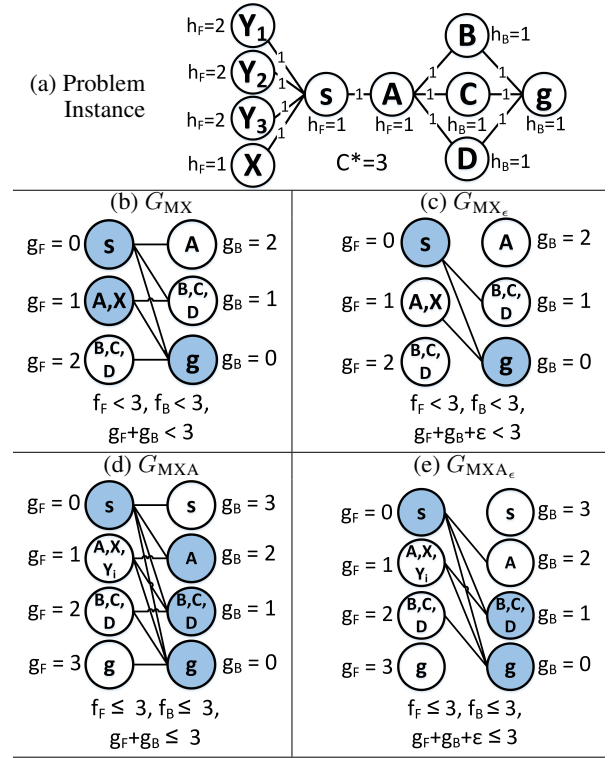 (a) Problem Instance
h_F=2 Y_1
h_F=2 Y_2
h_F=2 Y_3
h_F=1 X
1 1 1 1
s
h_F=1
1
A
h_F=1
1 1 1
B h_B=1
C
h_B=1
D h_B=1
1 1 1
g
h_B=1
C*=3
(b) G_MX
g_F = 0 s A g_B = 2
g_F = 1 A,X B,C, D g_B = 1
g_F = 2 B,C, D g g_B = 0
f_F < 3, f_B < 3,
g_F+g_B < 3
(c) G_MX_ϵ
g_F = 0 s A g_B = 2
g_F = 1 A,X B,C, D g_B = 1
g_F = 2 B,C, D g g_B = 0
f_F < 3, f_B < 3,
g_F+g_B+ε < 3
(d) G_MXA
g_F = 0 s s g_B = 3
g_F = 1 A,X, Y_i A g_B = 2
g_F = 2 B,C, D B,C, D g_B = 1
g_F = 3 g g g_B = 0
f_F ≤ 3, f_B ≤ 3,
g_F+g_B ≤ 3
(e) G_MXA_ϵ
g_F = 0 s s g_B = 3
g_F = 1 A,X, Y_i A g_B = 2
g_F = 2 B,C, D B,C, D g_B = 1
g_F = 3 g g g_B = 0
f_F ≤ 3, f_B ≤ 3,
g_F+g_B+ε ≤ 3